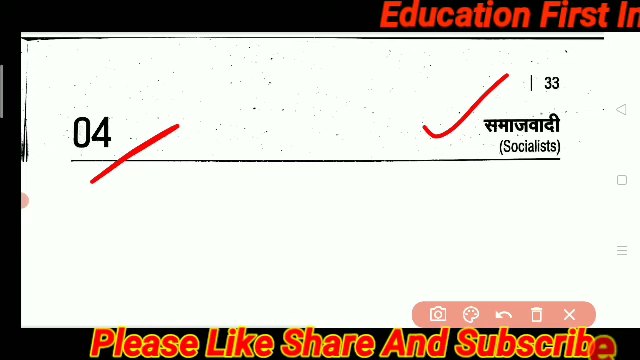 Education First In
| 33
04
समाजवादी
(Socialists)
Please Like Share And Subscribe